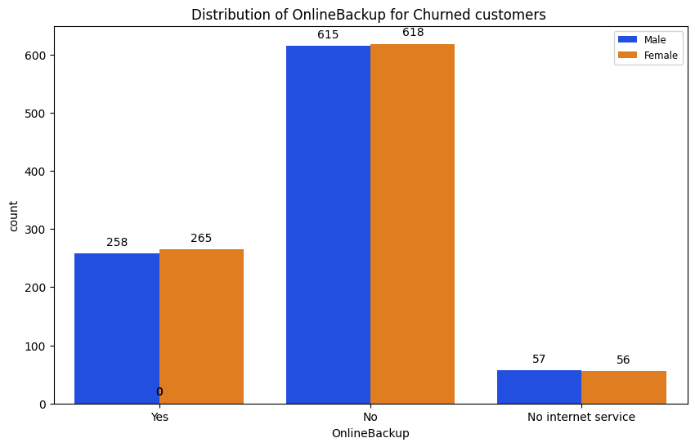 Distribution of OnlineBackup for Churned customers
Male
Female
count
600
500
400
300
200
100
0
258
265
0
615
618
57
56
Yes
No
No internet service
OnlineBackup